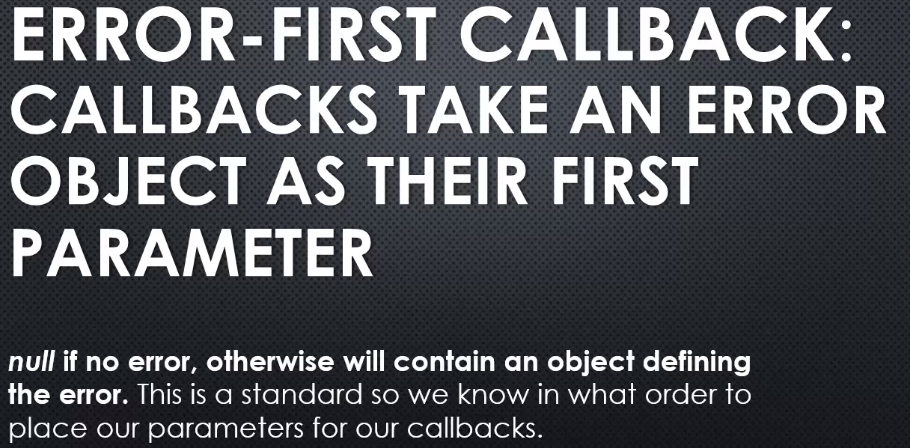 ERROR-FIRST CALLBACK:
CALLBACKS TAKE AN ERROR
OBJECT AS THEIR FIRST
PARAMETER
null if no error, otherwise will contain an object defining
the error. This is a standard so we know in what order to
place our parameters for our callbacks.